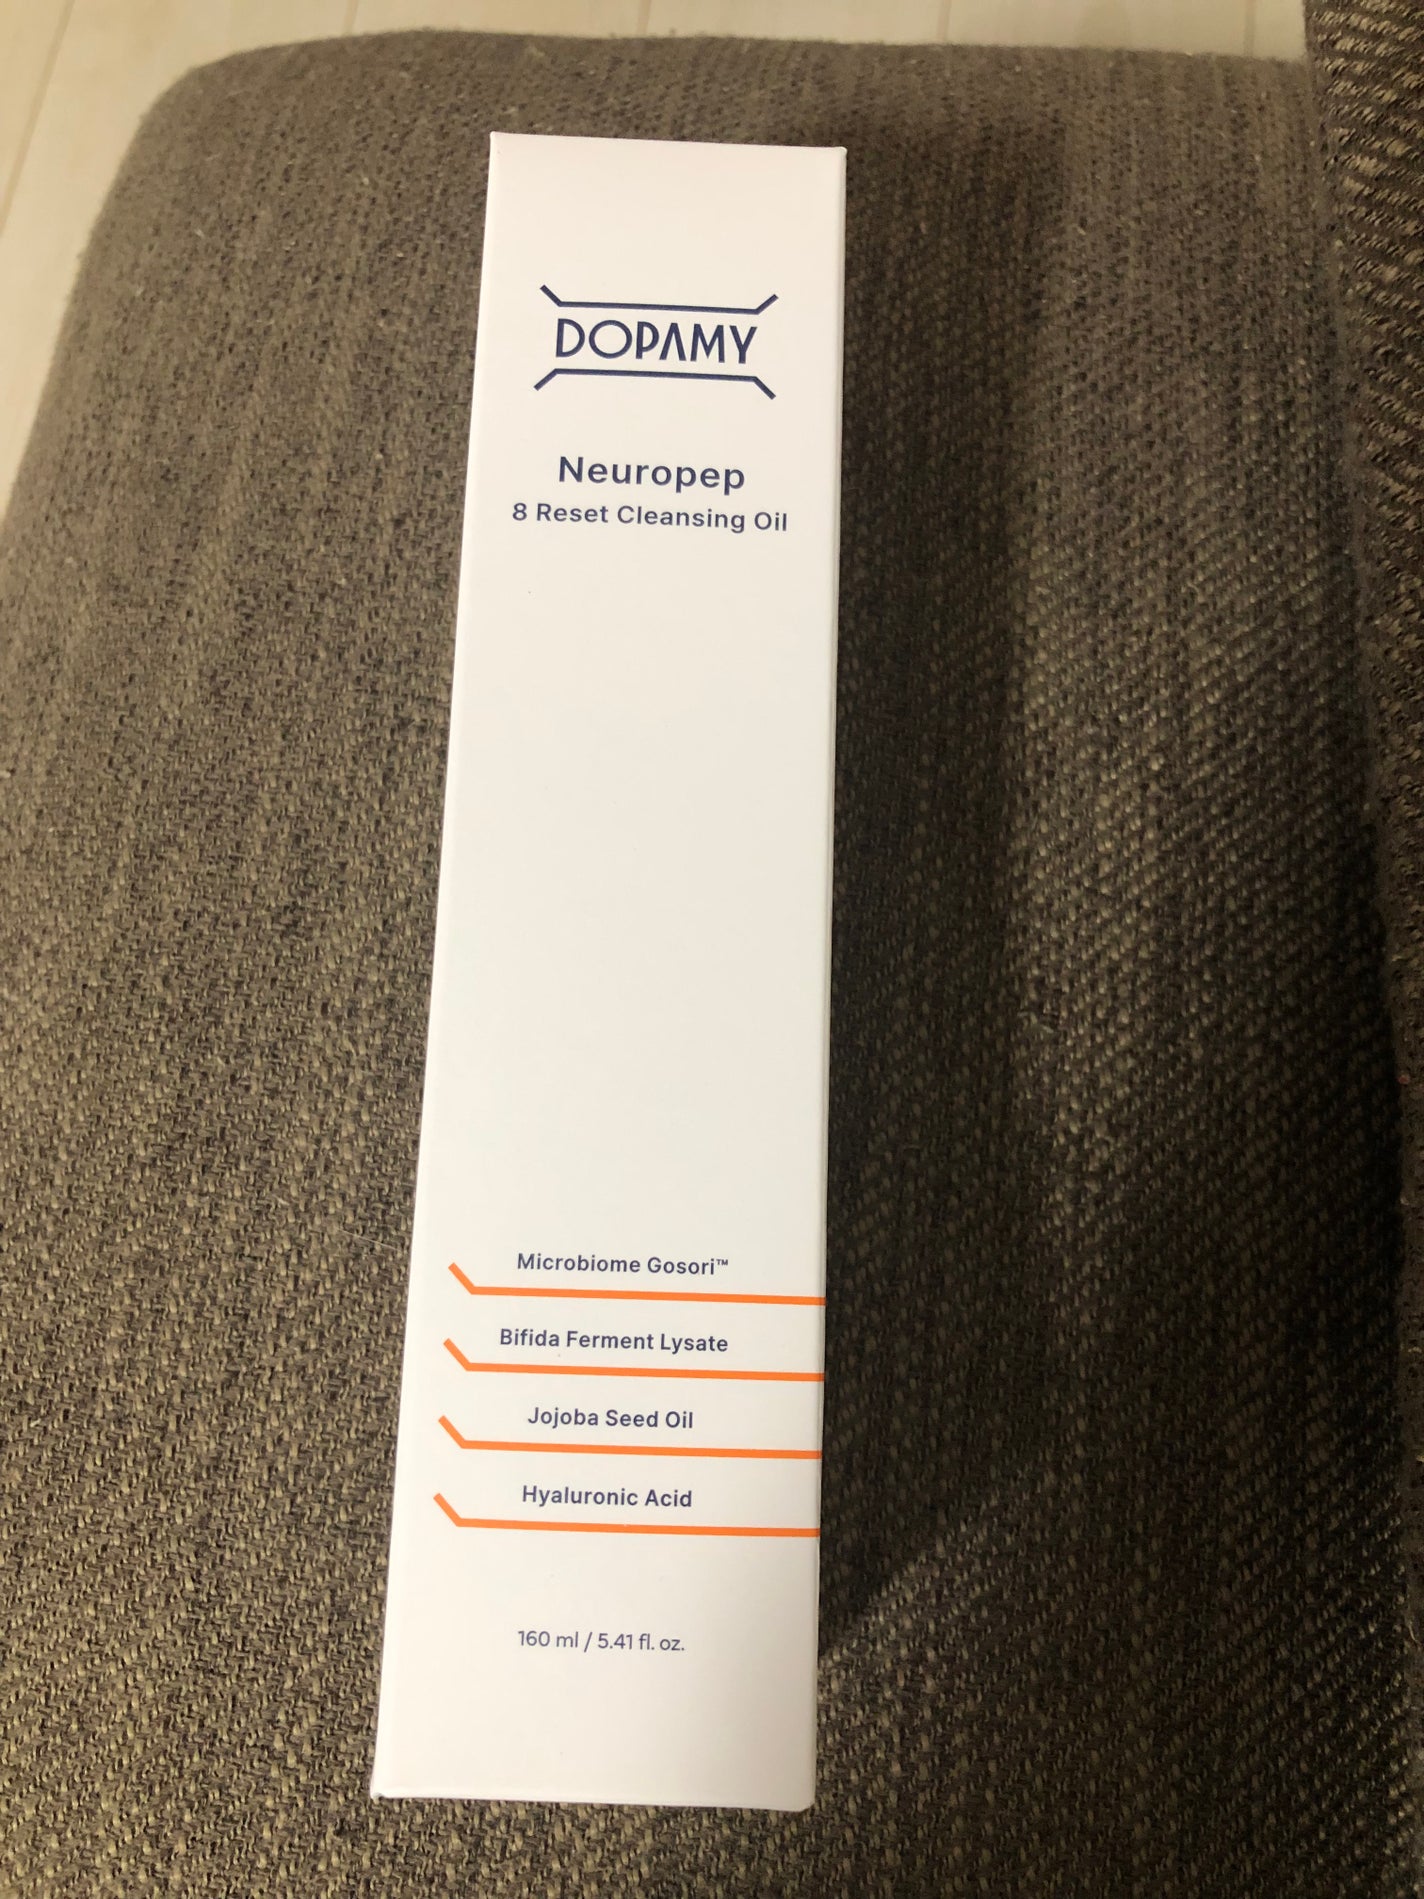 DOPAMY
Neuropep
8 Reset Cleansing Oil
Microbiome Gosori™
Bifida Ferment Lysate
Jojoba Seed Oil
Hyaluronic Acid
160 ml / 5.41 fl. oz.